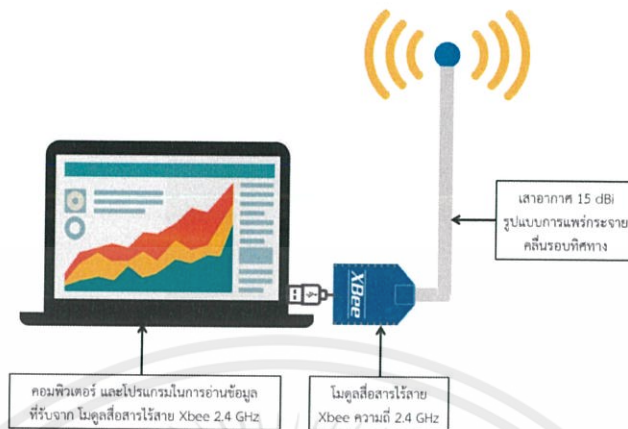 เสาอากาศ 15 dBi
รูปแบบการแพร่กระจาย
คลื่นรอบทิศทาง
XBee
คอมพิวเตอร์ และโปรแกรมในการอ่านข้อมูล
ที่รับจาก โมดูลสื่อสารไร้สาย Xbee 2.4 GHz
โมดูลสื่อสารไร้สาย
Xbee ความถี่ 2.4 GHz